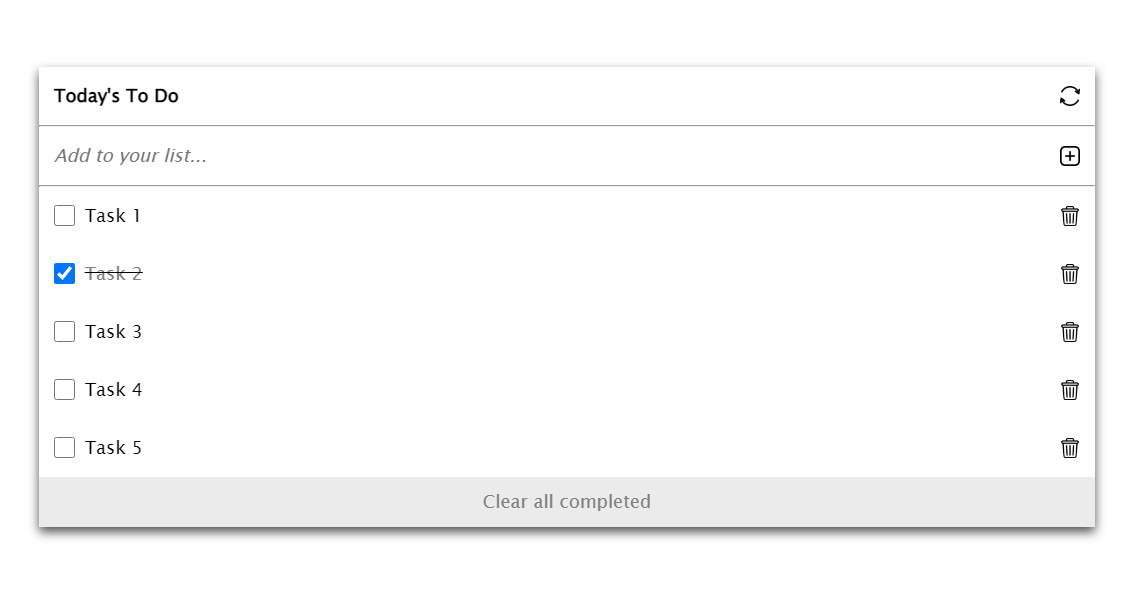 Today's To Do
Add to your list...
Task 1
Task 2
Task 3
Task 4
Task 5
Clear all completed